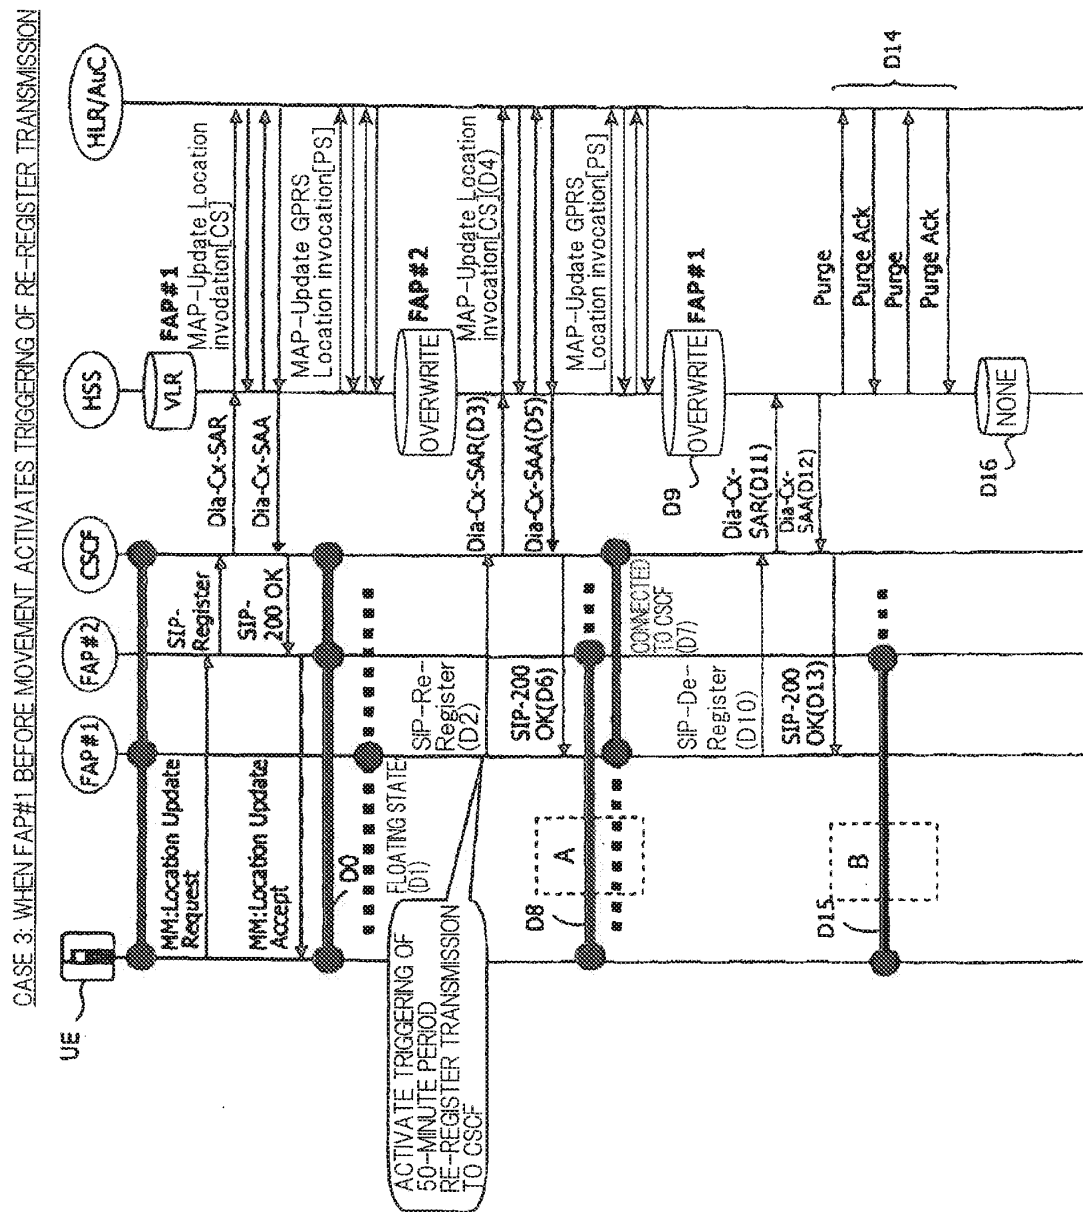 CASE 3: WHEN FAP#1 BEFORE MOVEMENT ACTIVATES TRIGGERING OF RE-REGISTER TRANSMISSION
UE
FAP#1
FAP#2
CSCF
HSS
HLR/AuC
VLR
FAP#1
MM:Location Update
Request
SIP-
Register
Dia-Cx-SAR
MAP-Update Location
invodation[CS]
MM:Location Update
Accept
SIP-
200 OK
Dia-Cx-SAA
MAP-Update GPRS
Location invocation[PS]
D0
FLOATING STATE
(D1)
OVERWRITE
FAP#2
ACTIVATE TRIGGERING OF
50-MINUTE PERIOD
RE-REGISTER TRANSMISSION
TO CSCF
SIP-Re-
Register
(D2)
Dia-Cx-SAR(D3)
MAP-Update Location
invocation[CS](D4)
SIP-200
OK(D6)
Dia-Cx-SAA(D5)
MAP-Update GPRS
Location invocation[PS]
D8
A
CONNECTED
TO CSCF
(D7)
D9
OVERWRITE
FAP#1
SIP-De-
Register
(D10)
Dia-Cx-
SAR(D11)
Dia-Cx-
SAA(D12)
SIP-200
OK(D13)
Purge
Purge Ack
Purge
Purge Ack
D14
D15
B
D16
NONE